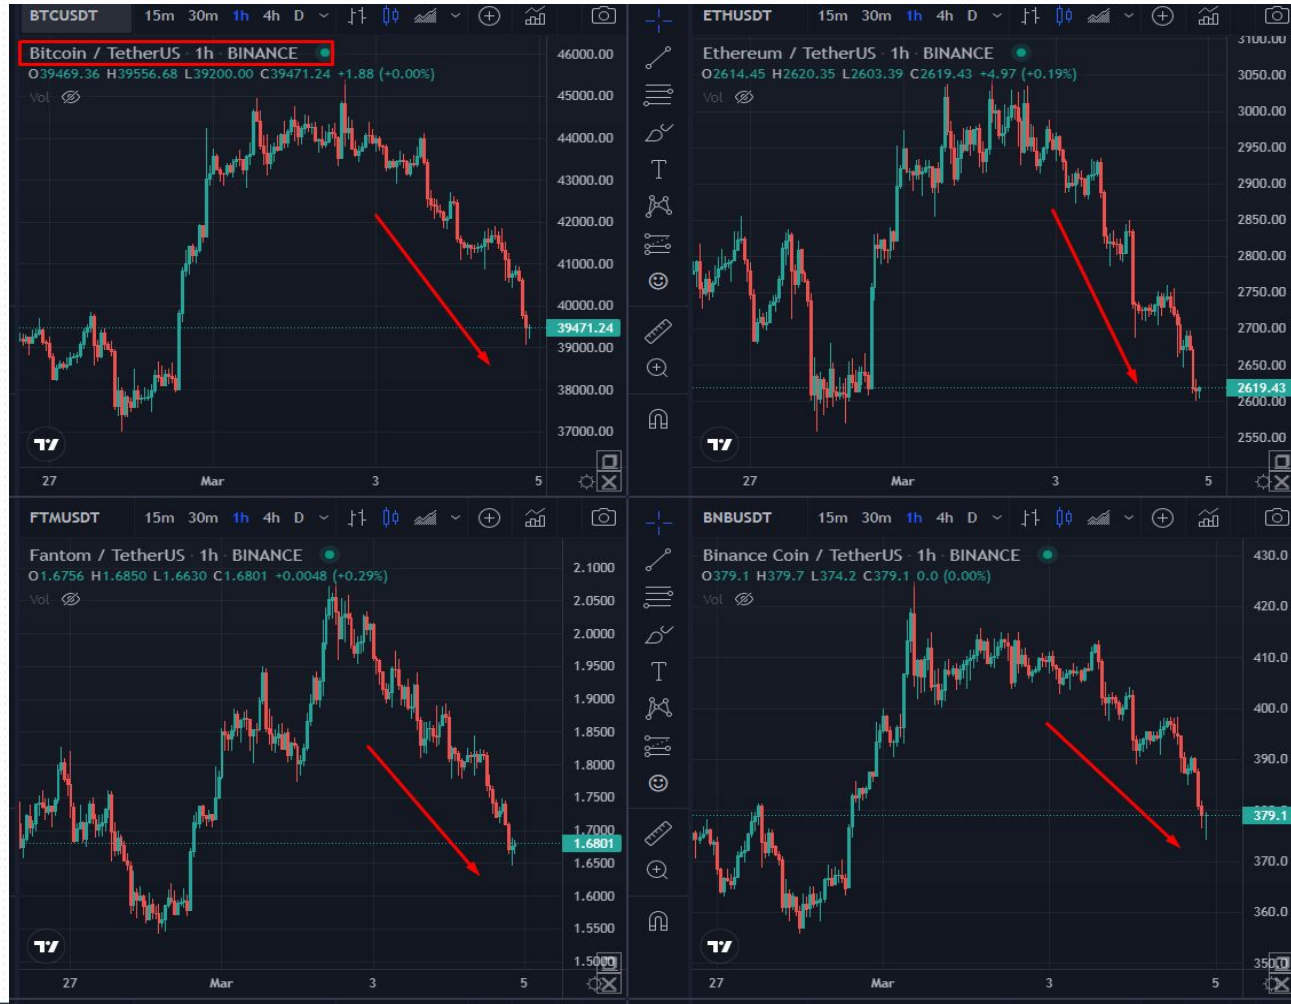 BTCUSDT 15m 30m 1h 4h D
Bitcoin / TetherUS · 1h · BINANCE
O39469.36 H39556.68 L39200.00 C39471.24 +1.88 (+0.00%)
Vol
46000.00
45000.00
44000.00
43000.00
42000.00
41000.00
40000.00
39471.24
39000.00
38000.00
37000.00
27 Mar 3 5
T
ETHUSDT 15m 30m 1h 4h D
Ethereum / TetherUS · 1h · BINANCE
O2614.45 H2620.35 L2603.39 C2619.43 +4.97 (+0.19%)
Vol
3100.00
3050.00
3000.00
2950.00
2900.00
2850.00
2800.00
2750.00
2700.00
2650.00
2619.43
2600.00
2550.00
27 Mar 3 5
FTMUSDT 15m 30m 1h 4h D
Fantom / TetherUS · 1h · BINANCE
O1.6756 H1.6850 L1.6630 C1.6801 +0.0048 (+0.29%)
Vol
2.1000
2.0500
2.0000
1.9500
1.9000
1.8500
1.8000
1.7500
1.7000
1.6801
1.6500
1.6000
1.5500
27 Mar 3 5
T
BNBUSDT 15m 30m 1h 4h D
Binance Coin / TetherUS · 1h · BINANCE
O379.1 H379.7 L374.2 C379.1 0.0 (0.00%)
Vol
430.0
420.0
410.0
400.0
390.0
379.1
370.0
360.0
350.0
27 Mar 3 5